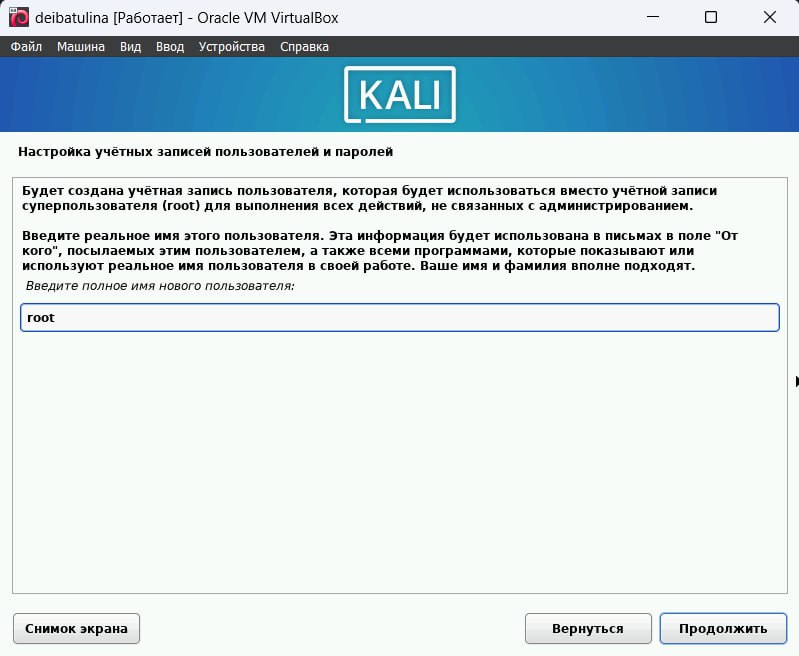 deibatulina [Работает] - Oracle VM VirtualBox
Файл Машина Вид Ввод Устройства Справка
KALI
Настройка учётных записей пользователей и паролей
Будет создана учётная запись пользователя, которая будет использоваться вместо учётной записи
суперпользователя (root) для выполнения всех действий, не связанных с администрированием.
Введите реальное имя этого пользователя. Эта информация будет использована в письмах в поле "От
кого", посылаемых этим пользователем, а также всеми программами, которые показывают или
используют реальное имя пользователя в своей работе. Ваше имя и фамилия вполне подходят.
Введите полное имя нового пользователя:
root
Снимок экрана Вернуться Продолжить